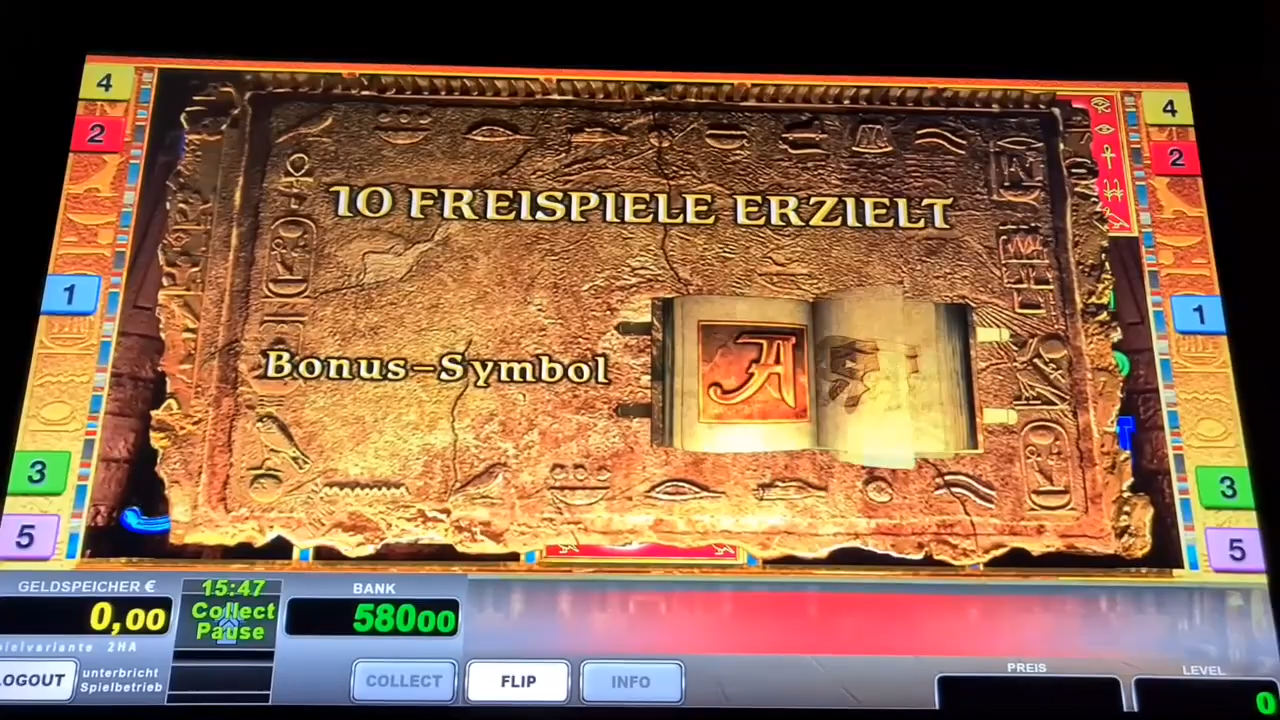 4
4
2
2
10 FREISPIELE ERZIELT
1
1
Bonus-Symbol
A
3
3
5
5
GELDSPEICHER €
15:47
BANK
0,00
Collect
58000
Pause
2HA
LOGOUT
unterbricht
Spielbetrieb
COLLECT
FLIP
INFO
PREIS
LEVEL
0